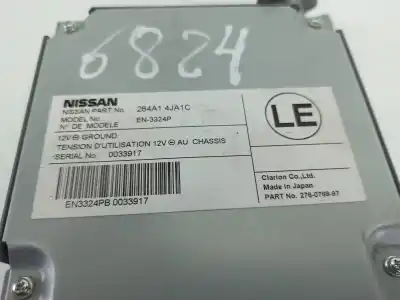 6824
NISSAN
NISSAN PART No. 284A1 4JA1C
MODEL No EN-3324P
N° DE MODELE
12V ⊖ GROUND
TENSION D'UTILISATION 12V ⊖ AU CHASSIS
SERIAL No 0033917
EN3324PB 0033917
LE
Clarion Co.,Ltd.
Made in Japan
PART No. 276-0768-97